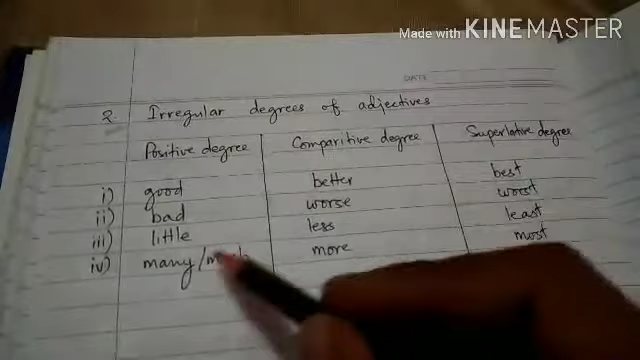 Made with KINEMASTER
DATE
2. Irregular degrees of adjectives
Positive degree Comparitive degree Superlative degree
i) good better best
ii) bad worse worst
iii) little less least
iv) many/ more most